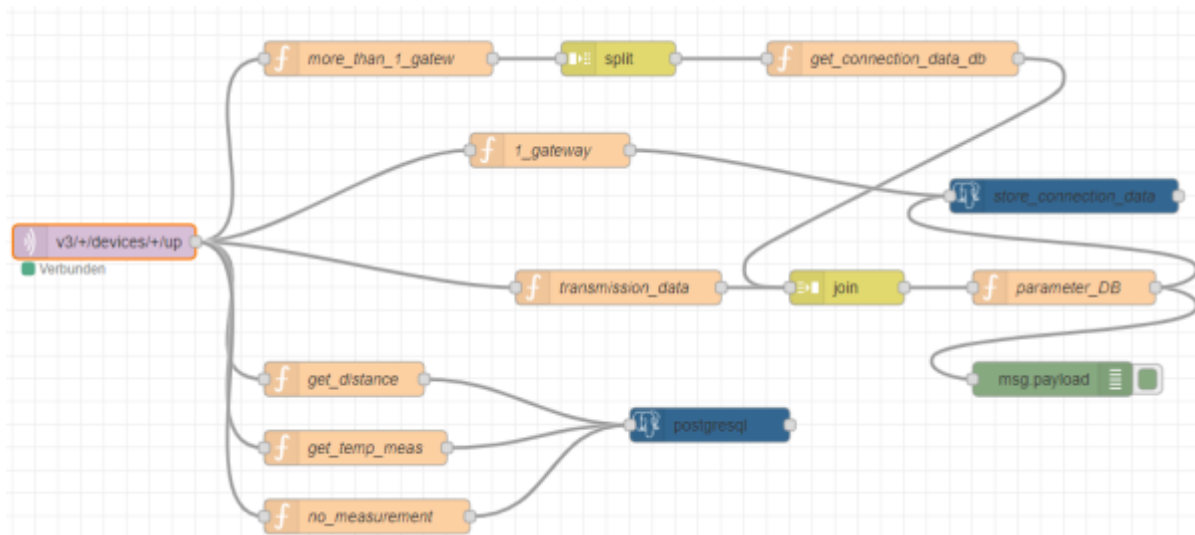 more_than_1_gatew
split
get_connection_data_db
1_gateway
store_connection_data
v3/+/devices/+/up
Verbunden
transmission_data
join
parameter_DB
get_distance
msg.payload
postgresql
get_temp_meas
no_measurement